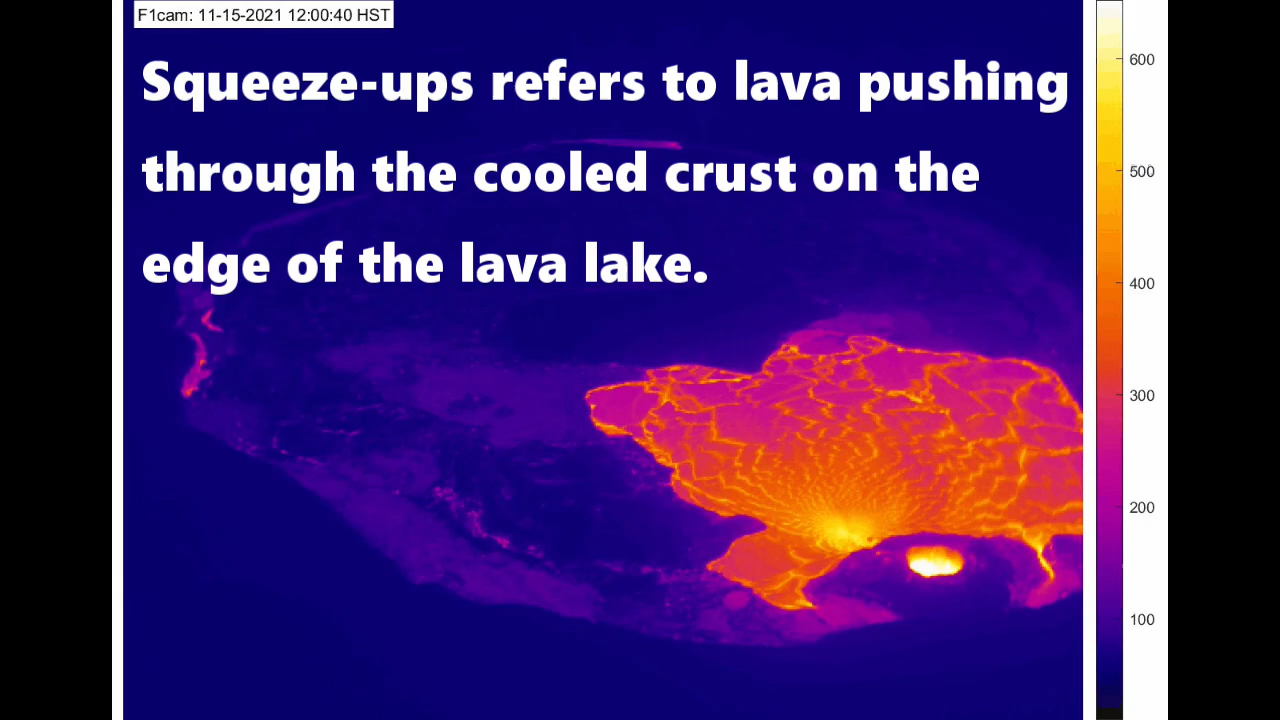 F1cam: 11-15-2021 12:00:40 HST
Squeeze-ups refers to lava pushing
through the cooled crust on the
edge of the lava lake.
600
500
400
300
200
100